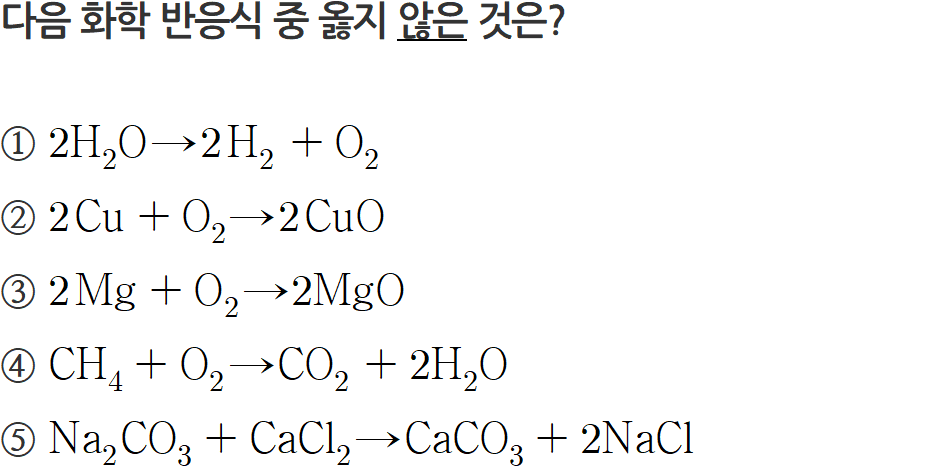 다음 화학 반응식 중 옳지 않은 것은?
① 2H₂O→2H₂ + O₂
② 2Cu + O₂→2CuO
③ 2Mg + O₂→2MgO
④ CH₄ + O₂→CO₂ + 2H₂O
⑤ Na₂CO₃ + CaCl₂→CaCO₃ + 2NaCl